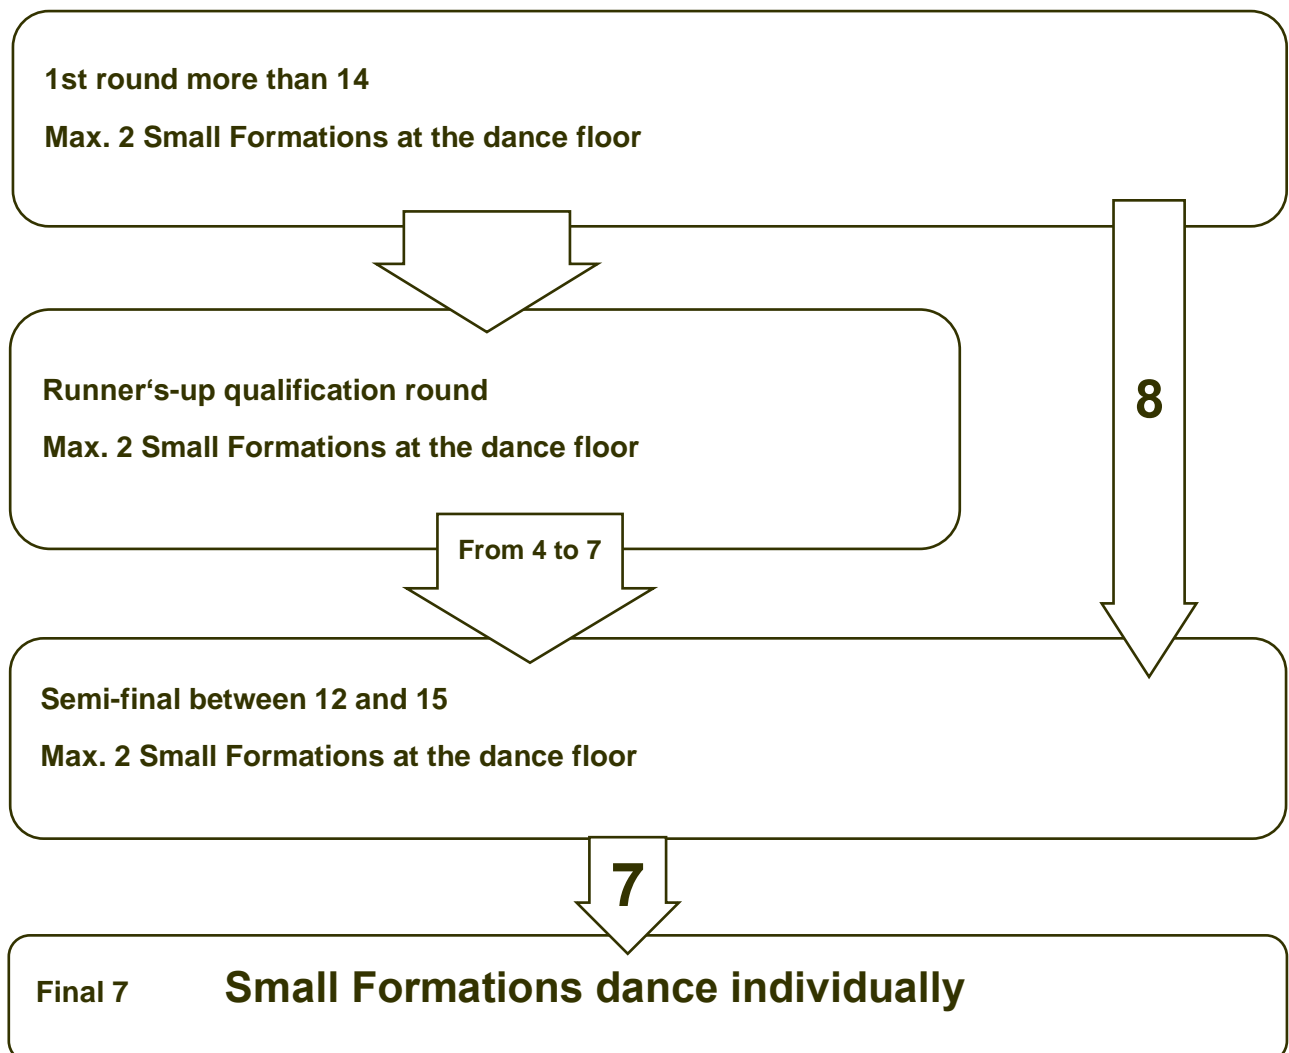 1st round more than 14
Max. 2 Small Formations at the dance floor
Runner‘s-up qualification round
Max. 2 Small Formations at the dance floor
8
From 4 to 7
Semi-final between 12 and 15
Max. 2 Small Formations at the dance floor
7
Final 7 Small Formations dance individually